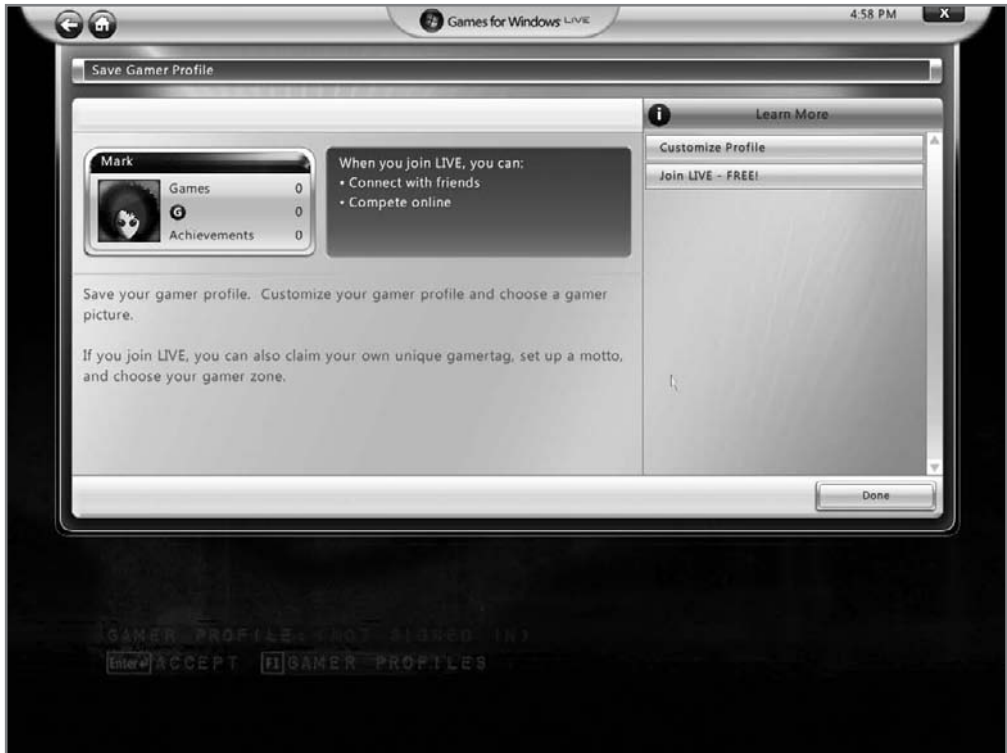 Games for Windows LIVE
4:58 PM
X
Save Gamer Profile
i
Learn More
Mark
Games 0
G 0
Achievements 0
When you join LIVE, you can:
• Connect with friends
• Compete online
Customize Profile
Join LIVE - FREE!
Save your gamer profile. Customize your gamer profile and choose a gamer
picture.
If you join LIVE, you can also claim your own unique gamertag, set up a motto,
and choose your gamer zone.
Done
GAMER PROFILE: (NOT SIGNED IN)
Enter ACCEPT F1 GAMER PROFILES